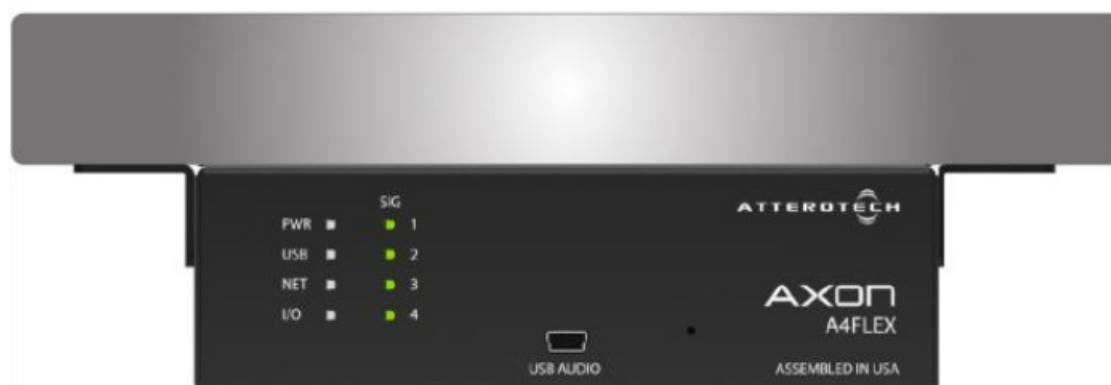 SIG
PWR 1
USB 2
NET 3
I/O 4
USB AUDIO
ATTEROTECH
AXON
A4FLEX
ASSEMBLED IN USA